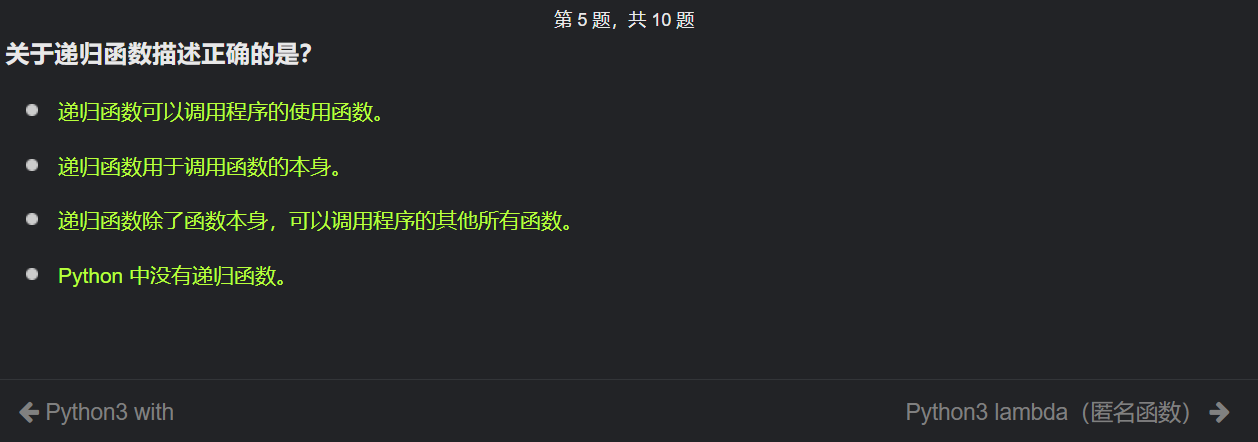 第 5 题，共 10 题
关于递归函数描述正确的是？
递归函数可以调用程序的使用函数。
递归函数用于调用函数的本身。
递归函数除了函数本身，可以调用程序的其他所有函数。
Python 中没有递归函数。
Python3 with
Python3 lambda（匿名函数）